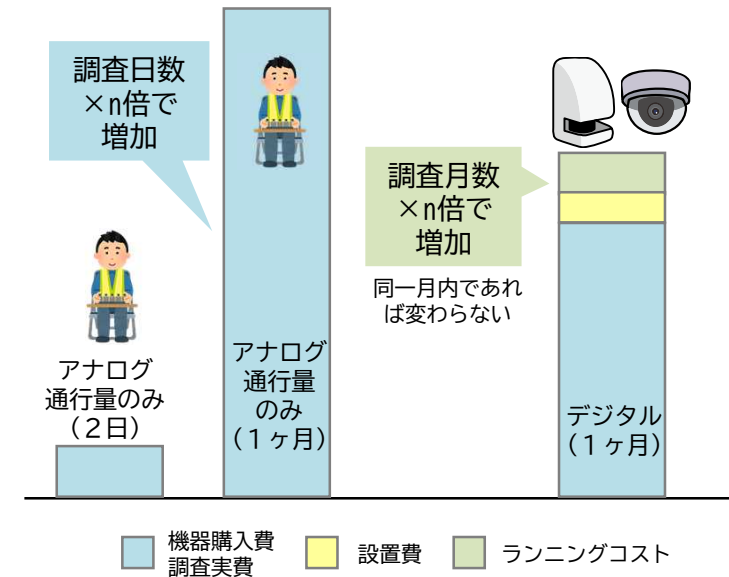 調査日数
×n倍で
増加
調査月数
×n倍で
増加
同一月内であれ
ば変わらない
アナログ
通行量のみ
（２日）
アナログ
通行量
のみ
（１ヶ月）
デジタル
（１ヶ月）
機器購入費
調査実費
設置費
ランニングコスト